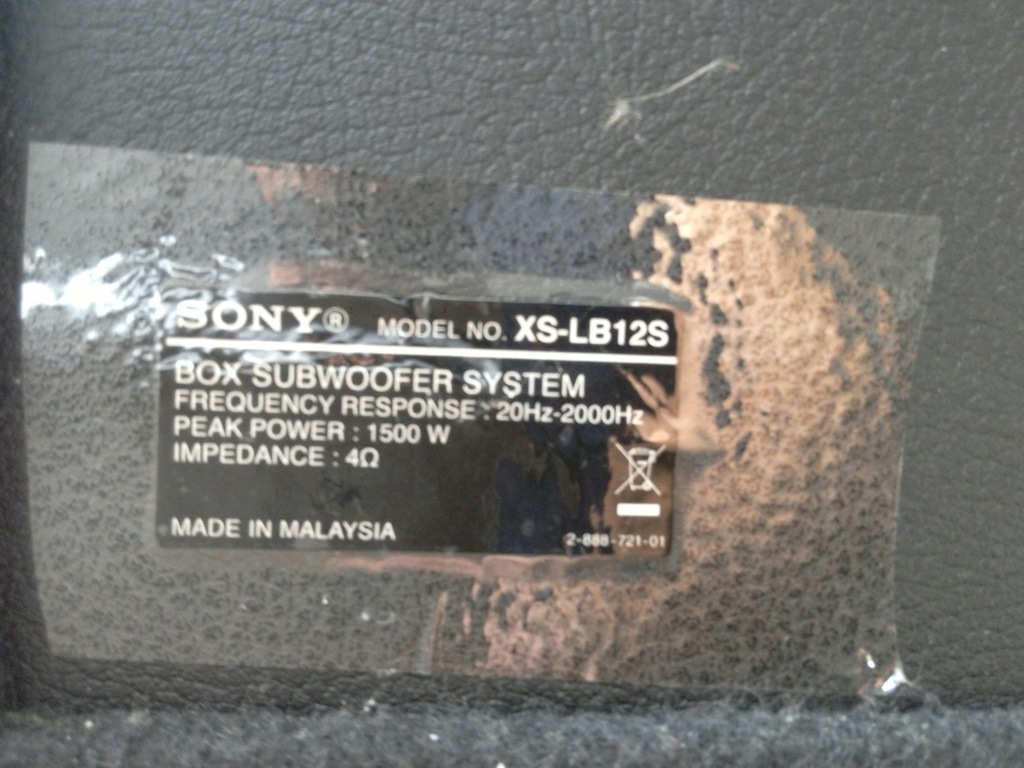 SONY® MODEL NO. XS-LB12S
BOX SUBWOOFER SYSTEM
FREQUENCY RESPONSE : 20Hz-2000Hz
PEAK POWER : 1500 W
IMPEDANCE : 4Ω
MADE IN MALAYSIA 2-888-721-01